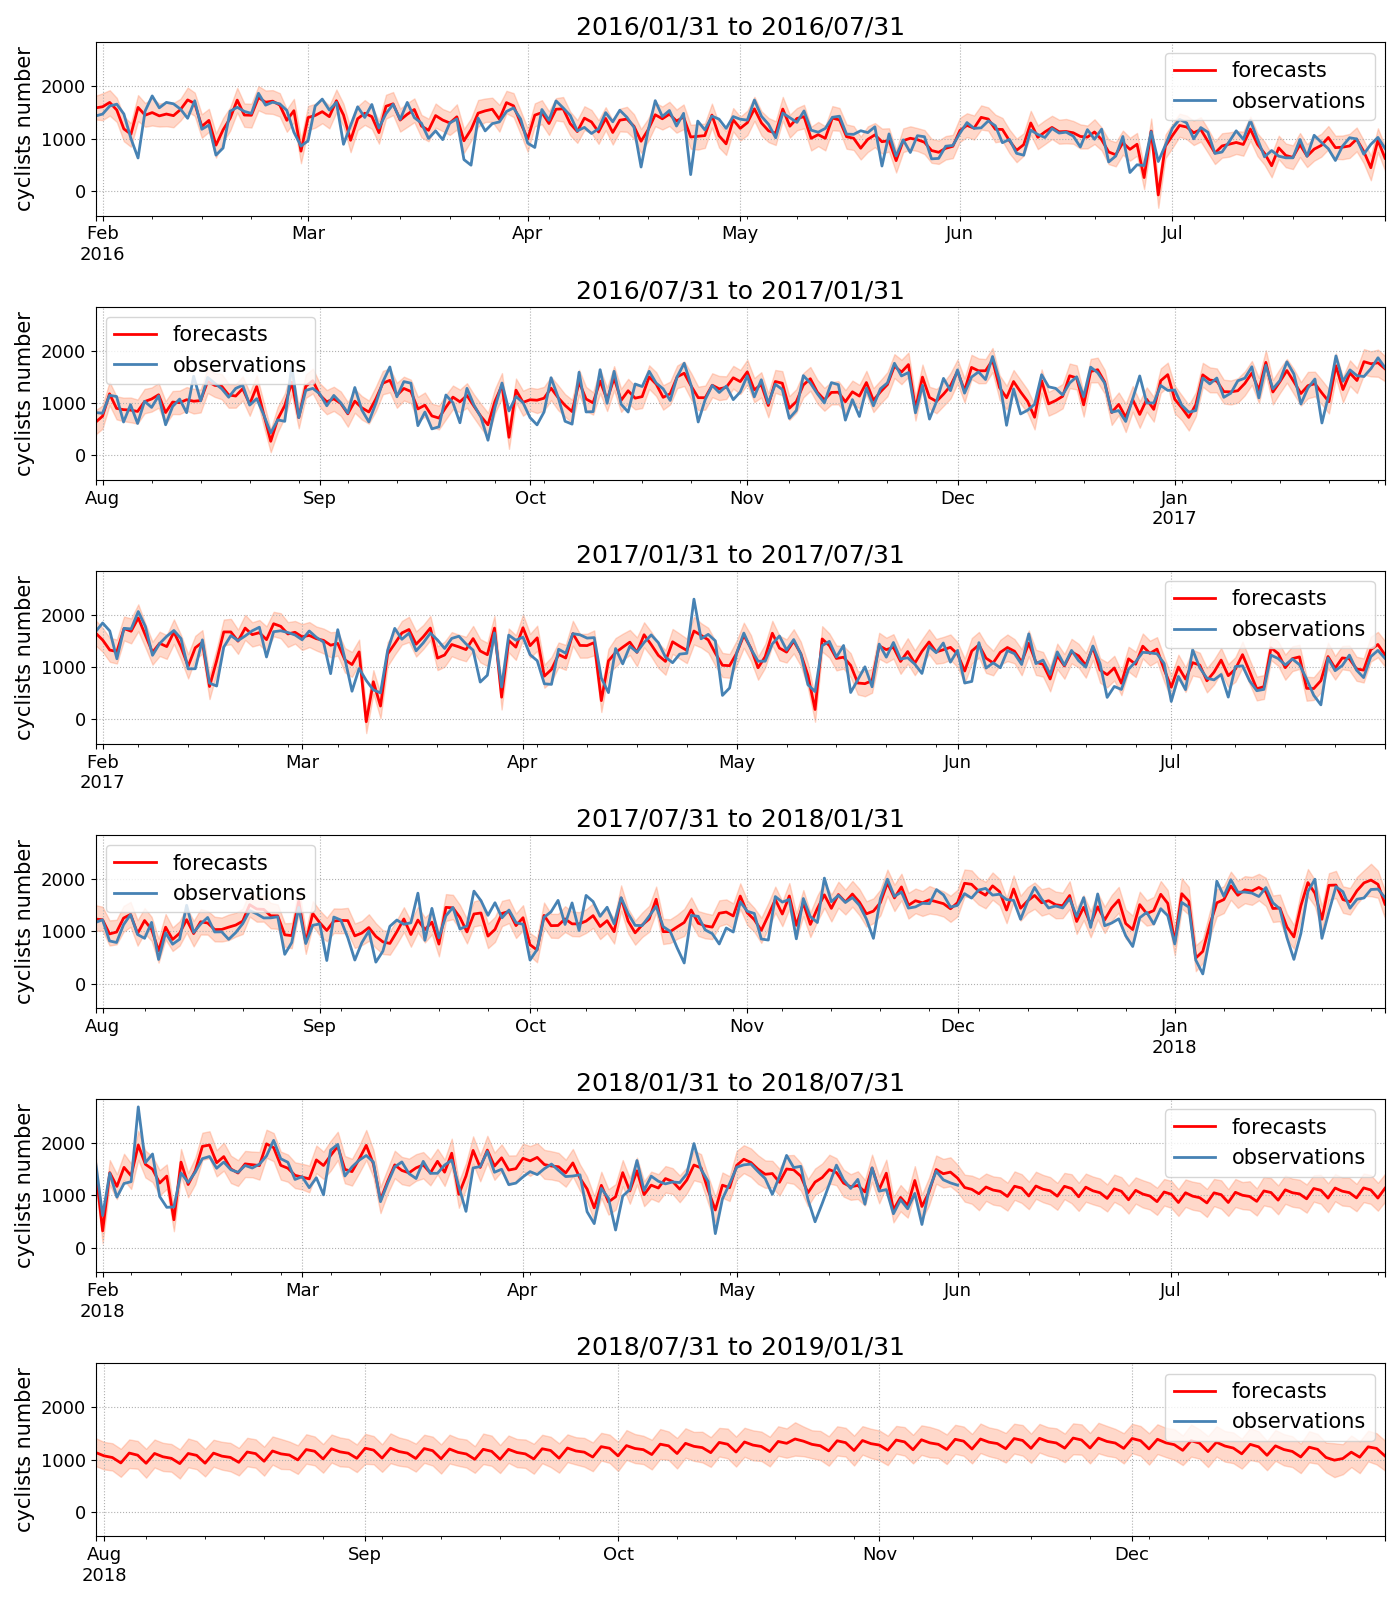 2016/01/31 to 2016/07/31
cyclists number
2000
1000
0
forecasts
observations
Feb Mar Apr May Jun Jul
2016
2016/07/31 to 2017/01/31
cyclists number
2000
1000
0
forecasts
observations
Aug Sep Oct Nov Dec Jan
2017
2017/01/31 to 2017/07/31
cyclists number
2000
1000
0
forecasts
observations
Feb Mar Apr May Jun Jul
2017
2017/07/31 to 2018/01/31
cyclists number
2000
1000
0
forecasts
observations
Aug Sep Oct Nov Dec Jan
2018
2018/01/31 to 2018/07/31
cyclists number
2000
1000
0
forecasts
observations
Feb Mar Apr May Jun Jul
2018
2018/07/31 to 2019/01/31
cyclists number
2000
1000
0
forecasts
observations
Aug Sep Oct Nov Dec
2018